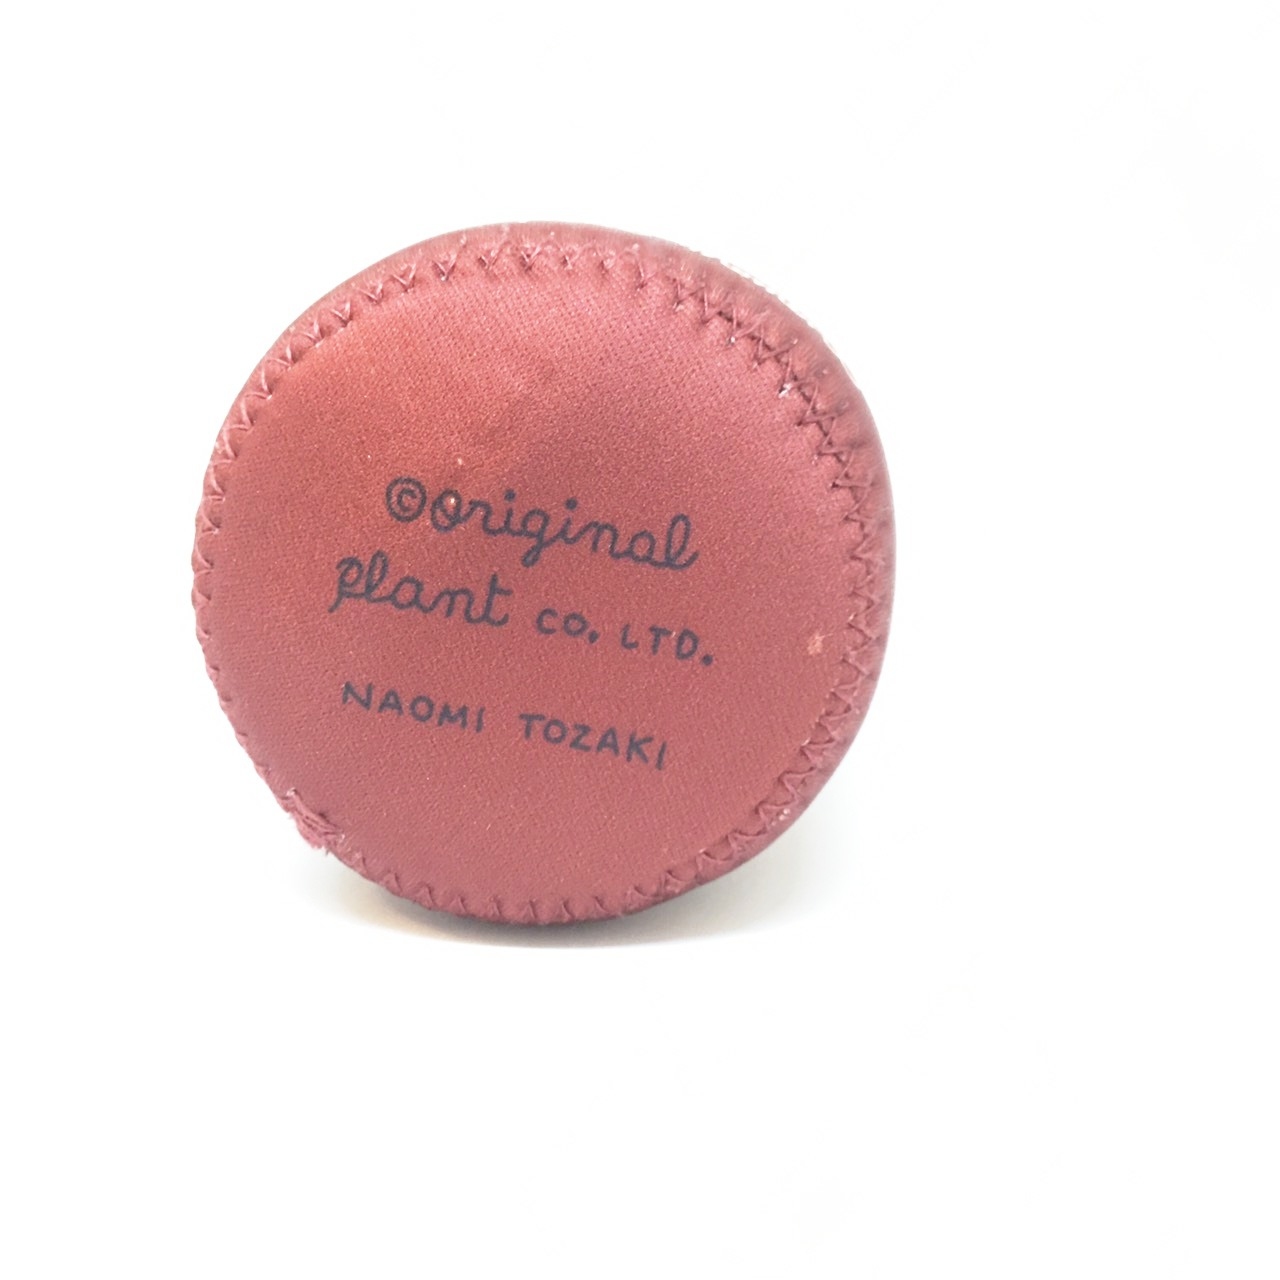 ©original
plant CO. LTD.
NAOMI TOZAKI